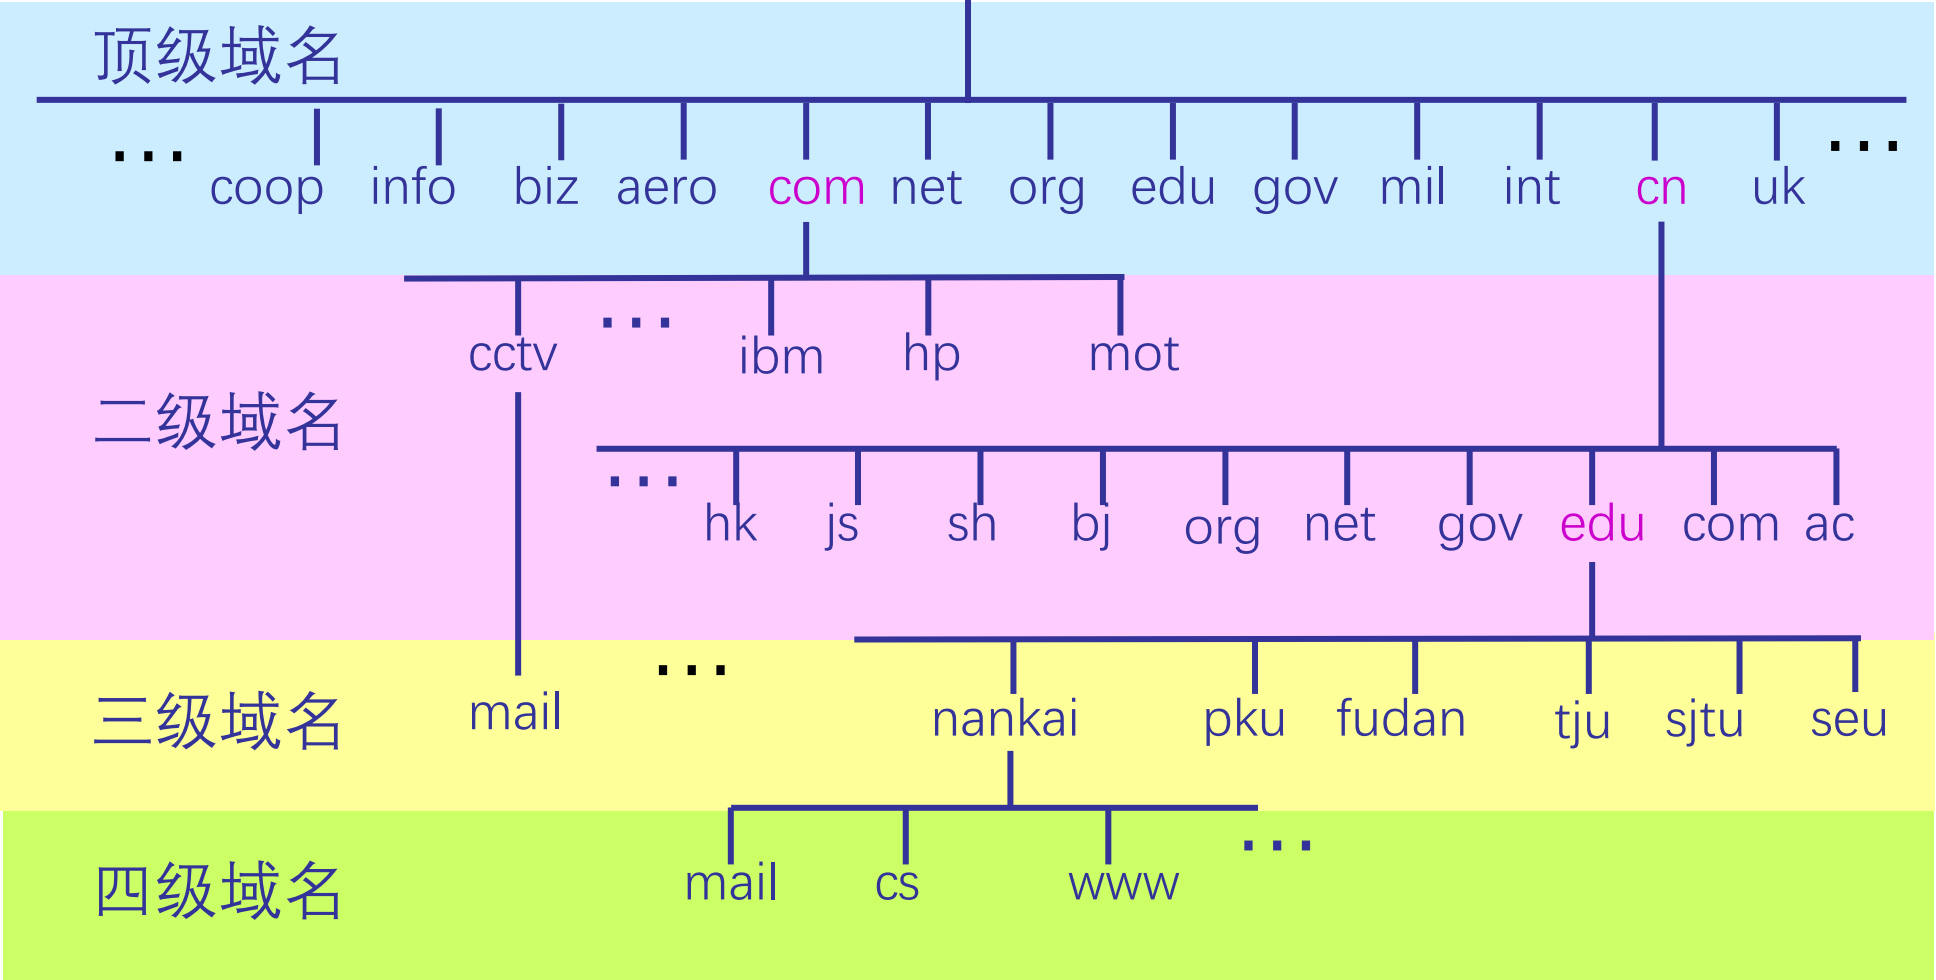 顶级域名
... coop info biz aero com net org edu gov mil int cn uk ...
cctv ... ibm hp mot
二级域名
... hk js sh bj org net gov edu com ac
三级域名
mail ... nankai pku fudan tju sjtu seu
四级域名
mail cs www ...